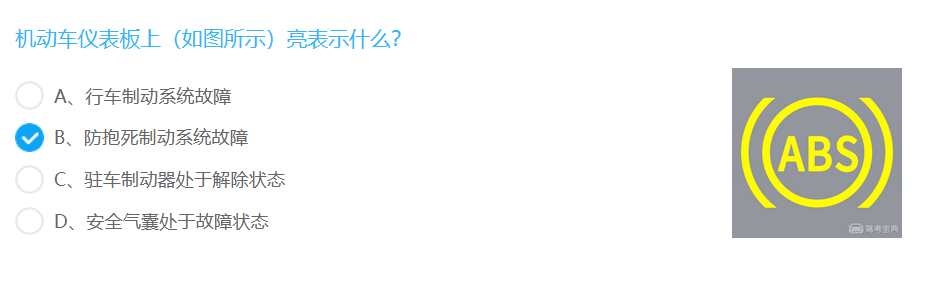 机动车仪表板上（如图所示）亮表示什么?
A、行车制动系统故障
B、防抱死制动系统故障
C、驻车制动器处于解除状态
D、安全气囊处于故障状态
ABS
驾考宝典